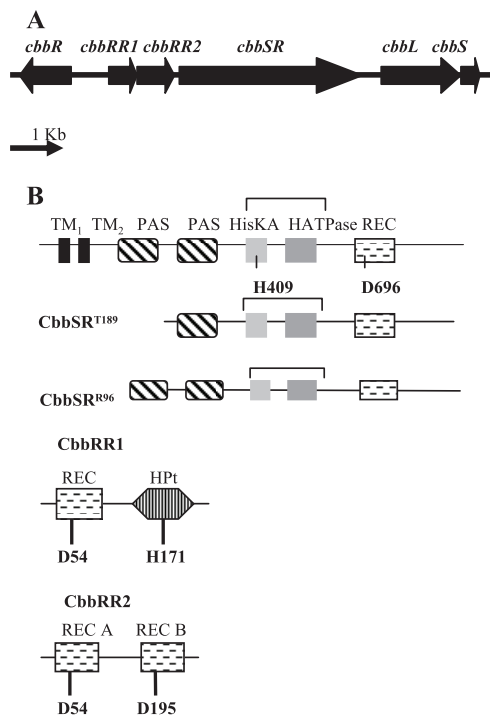 A
cbbR cbbRR1 cbbRR2 cbbSR cbbL cbbS
1 Kb
B
TM1 TM2 PAS PAS HisKA HATPase REC
H409 D696
CbbSRT189
CbbSRR96
CbbRR1
REC HPt
D54 H171
CbbRR2
REC A REC B
D54 D195